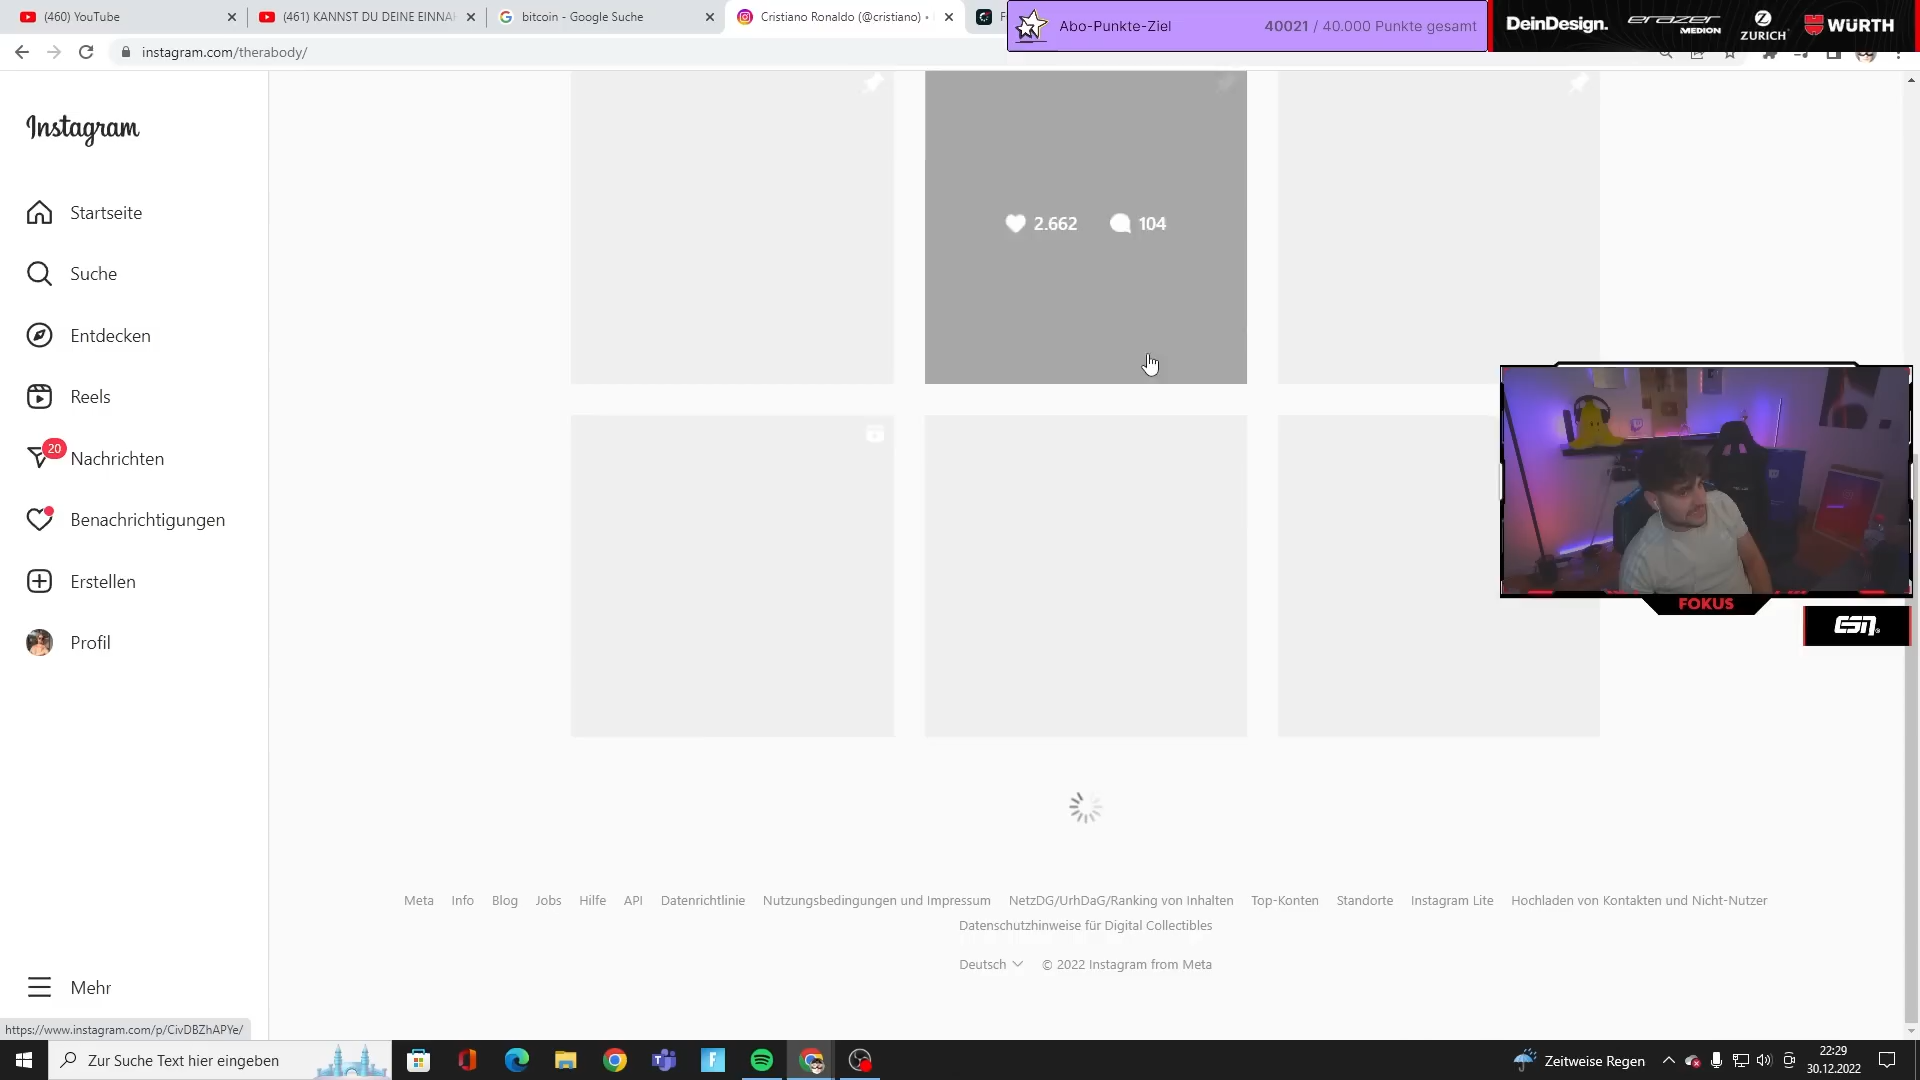 (460) YouTube
(461) KANNST DU DEINE EINNA
bitcoin - Google Suche
Cristiano Ronaldo (@cristiano) •
F
Abo-Punkte-Ziel
40021 / 40.000 Punkte gesamt
DeinDesign.
erazer
MEDION
ZURICH
WÜRTH
instagram.com/therabody/
Instagram
Startseite
Suche
Entdecken
Reels
20
Nachrichten
Benachrichtigungen
Erstellen
Profil
Mehr
2.662
104
FOKUS
ESN
Meta
Info
Blog
Jobs
Hilfe
API
Datenrichtlinie
Nutzungsbedingungen und Impressum
NetzDG/UrhDaG/Ranking von Inhalten
Top-Konten
Standorte
Instagram Lite
Hochladen von Kontakten und Nicht-Nutzer
Datenschutzhinweise für Digital Collectibles
Deutsch
© 2022 Instagram from Meta
https://www.instagram.com/p/CivDBZhAPYe/
Zur Suche Text hier eingeben
Zeitweise Regen
22:29
30.12.2022